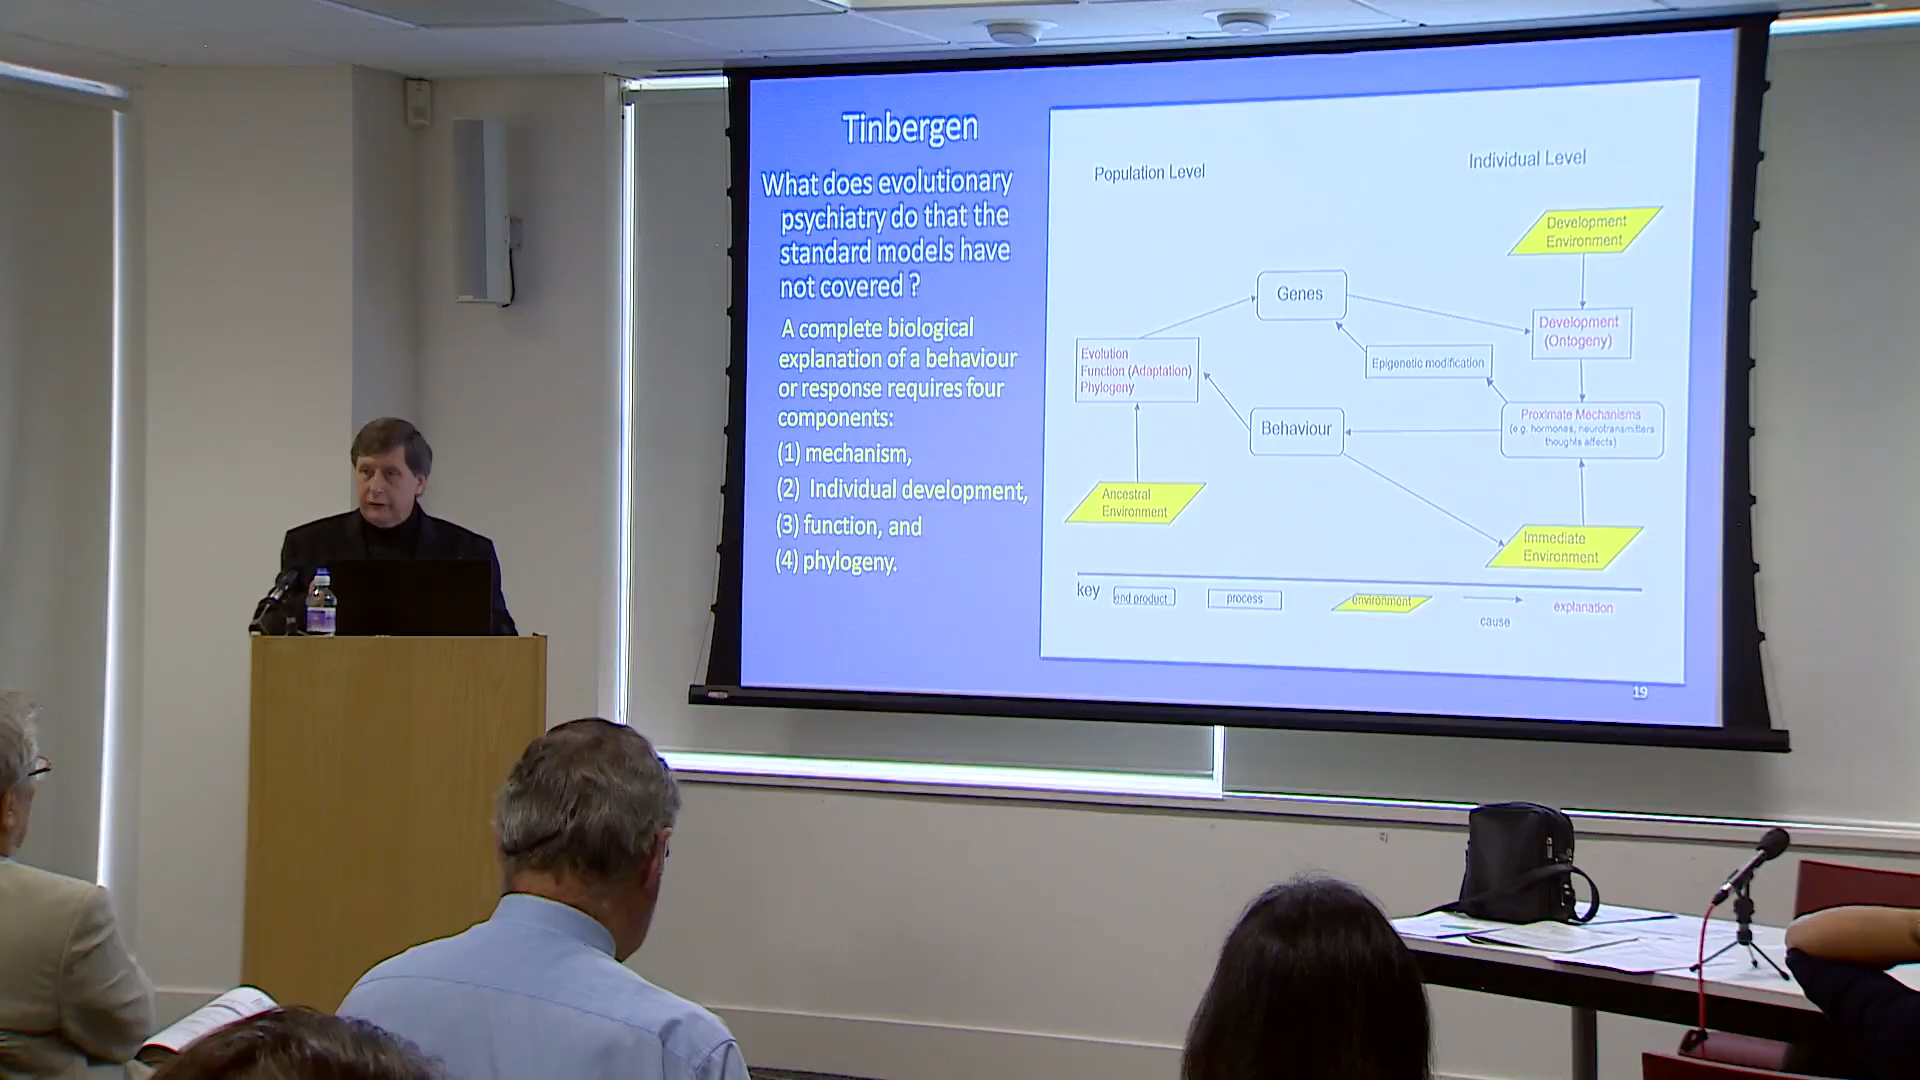 Tinbergen
What does evolutionary
psychiatry do that the
standard models have
not covered ?
A complete biological
explanation of a behaviour
or response requires four
components:
(1) mechanism,
(2) Individual development,
(3) function, and
(4) phylogeny.
Population Level
Individual Level
Development
Environment
Genes
Development
(Ontogeny)
Evolution
Function (Adaptation)
Phylogeny
Epigenetic modification
Behaviour
Proximate Mechanisms
(e.g. hormones, neurotransmitters
thoughts affects)
Ancestral
Environment
Immediate
Environment
key
end product
process
environment
cause
explanation
19